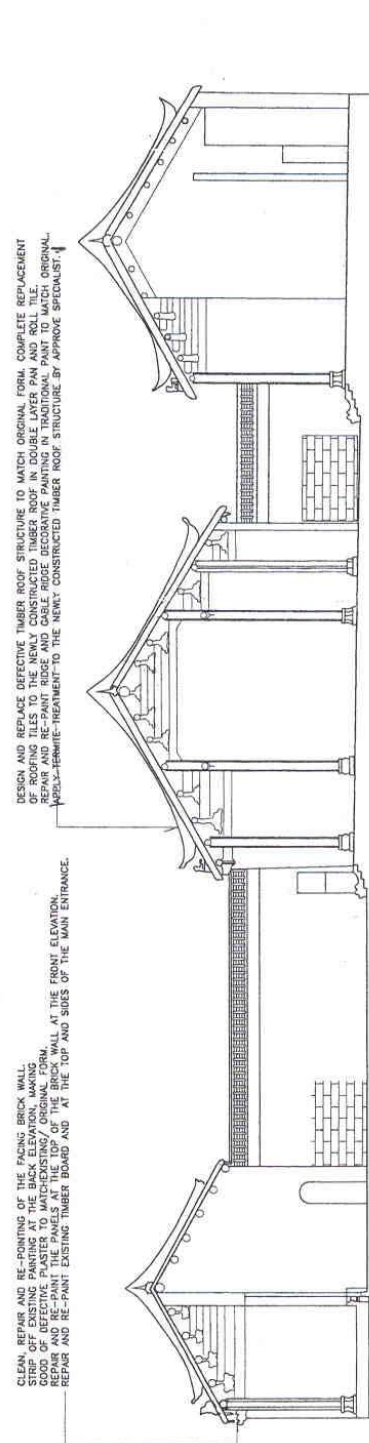 CLEAN, REPAIR AND RE-POINTING OF THE FACING BRICK WALL.
STRIP OFF EXISTING PAINTING AT THE BACK ELEVATION, MAKING
GOOD OF DEFECTIVE PLASTER TO MATCHEXISTING/ ORIGINAL FORM.
REPAIR AND RE-PAINT THE PANELS AT THE TOP OF THE BRICK WALL AT THE FRONT ELEVATION.
REPAIR AND RE-PAINT EXISTING TIMBER BOARD AND AT THE TOP AND SIDES OF THE MAIN ENTRANCE.
DESIGN AND REPLACE DEFECTIVE TIMBER ROOF STRUCTURE TO MATCH ORIGINAL FORM. COMPLETE REPLACEMENT
OF ROOFING TILES TO THE NEWLY CONSTRUCTED TIMBER ROOF IN DOUBLE LAYER PAN AND ROLL TILE.
REPAIR AND RE-PAINT RIDGE AND GABLE RIDGE DECORATIVE PAINTING IN TRADITIONAL PAINT TO MATCH ORIGINAL.
APPLY TERMITE TREATMENT TO THE NEWLY CONSTRUCTED TIMBER ROOF STRUCTURE BY APPROVE SPECIALIST.